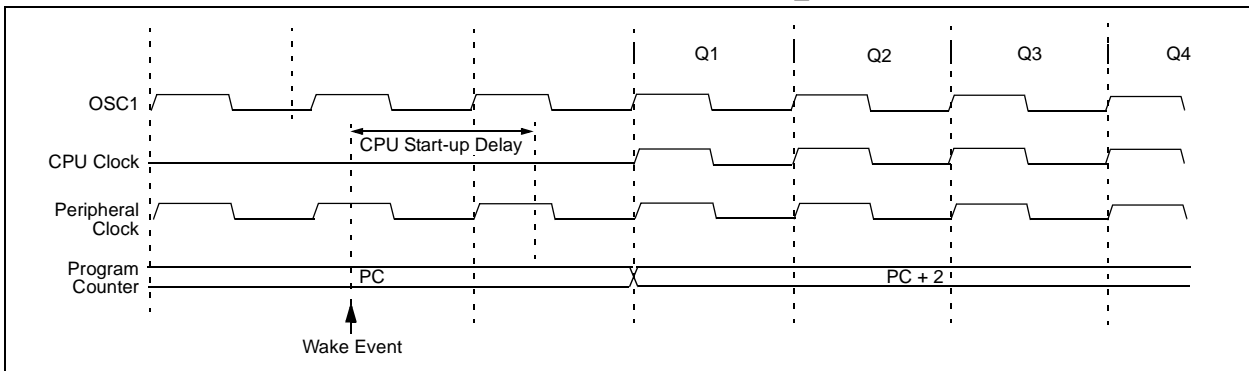 Q1 Q2 Q3 Q4
OSC1
CPU Start-up Delay
CPU Clock
Peripheral
Clock
Program
Counter
PC PC + 2
Wake Event